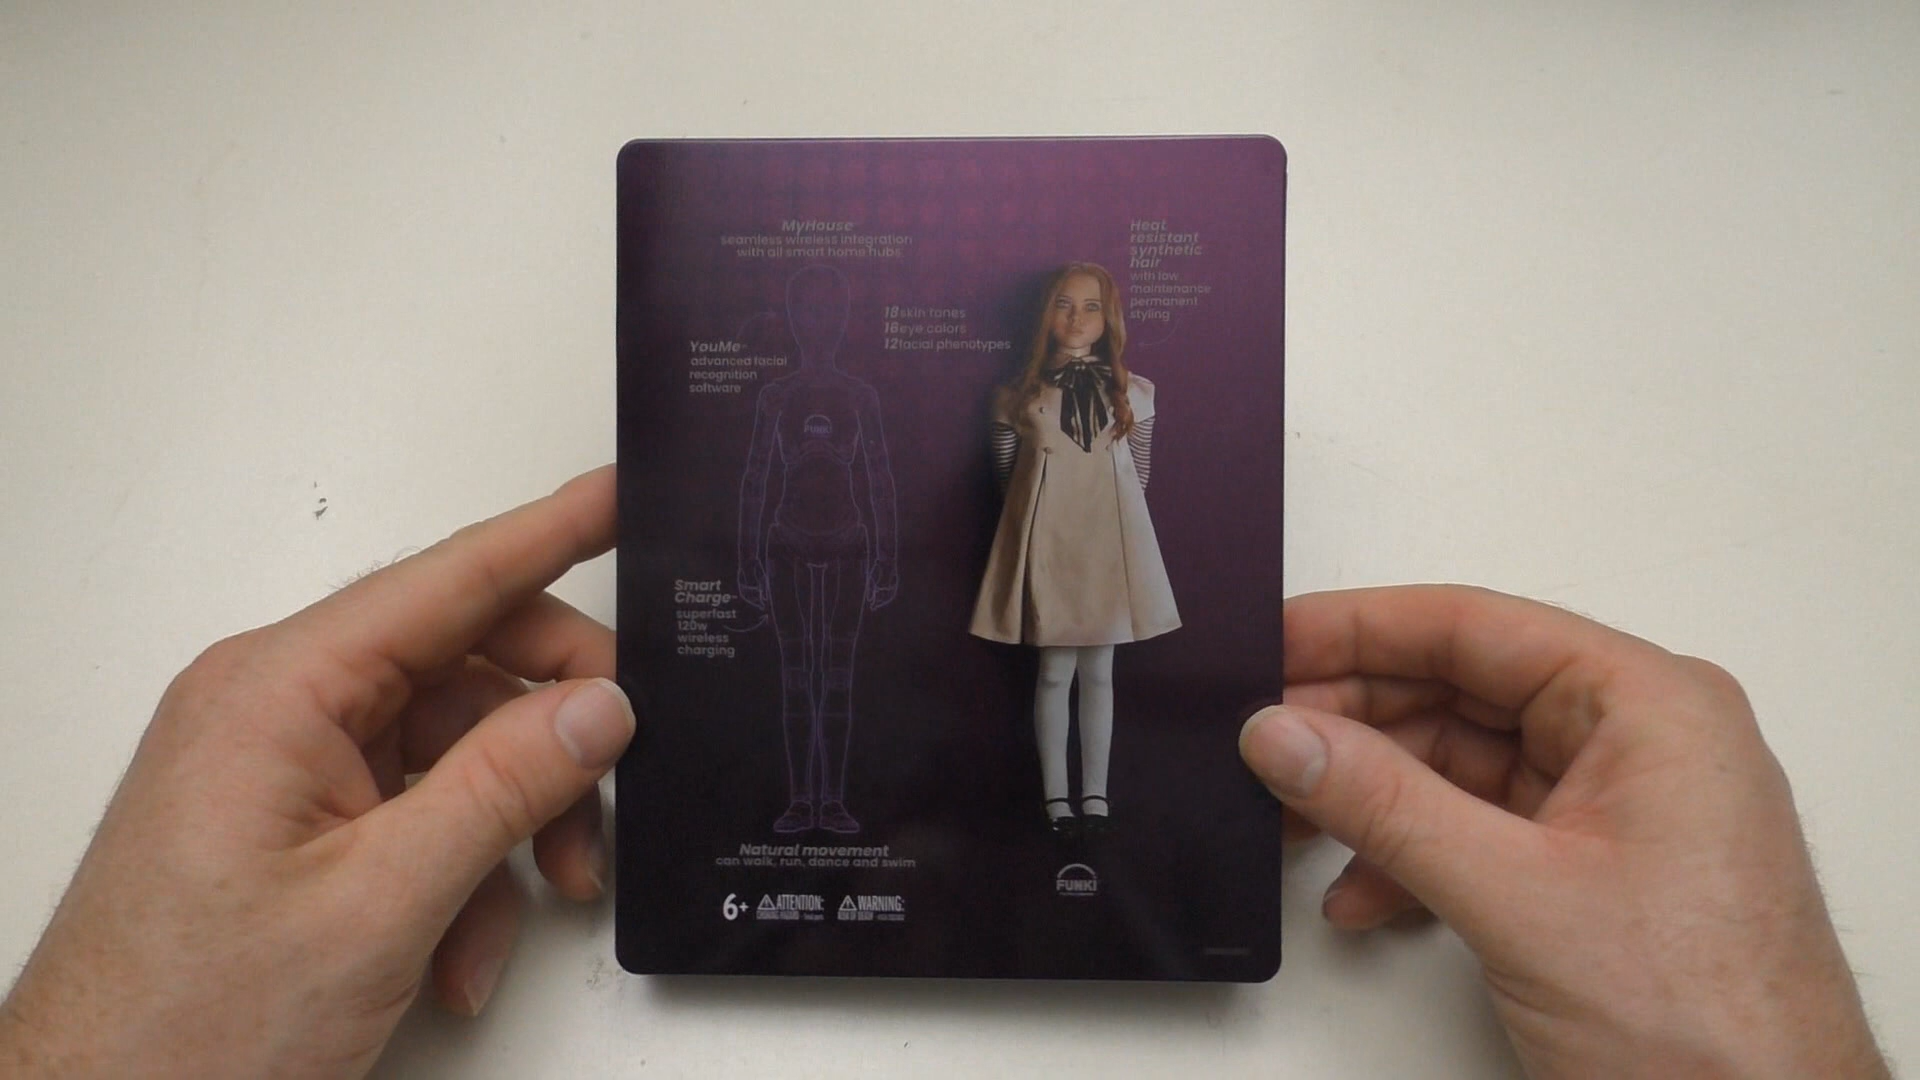 MyHouse
seamless wireless integration
with all smart home hubs
Heat
resistant
synthetic
hair
with low
maintenance
permanent
styling
18 skin tones
16 eye colors
12 facial phenotypes
YouMe
advanced facial
recognition
software
FUNKI
Smart
Charge
superfast
120w
wireless
charging
Natural movement
can walk, run, dance and swim
6+
ATTENTION:
CHOKING HAZARD
WARNING:
RISK OF DEATH
FUNKI